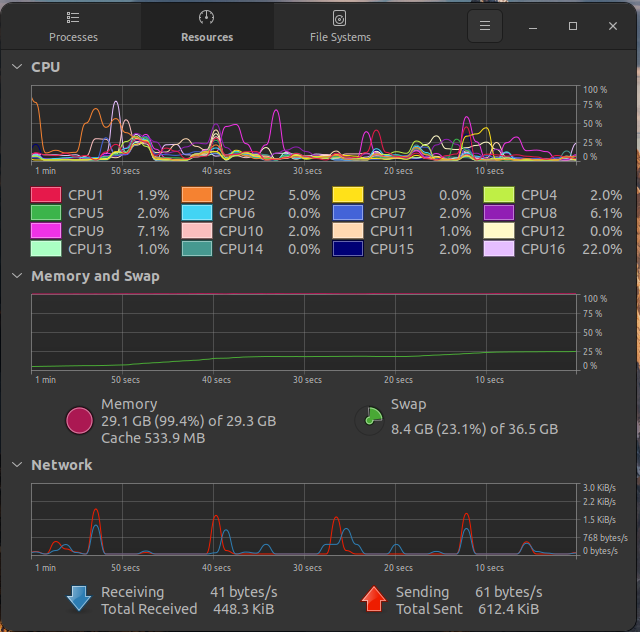 Processes
Resources
File Systems
CPU
100 %
75 %
50 %
25 %
0 %
1 min 50 secs 40 secs 30 secs 20 secs 10 secs
CPU1 1.9% CPU2 5.0% CPU3 0.0% CPU4 2.0%
CPU5 2.0% CPU6 0.0% CPU7 2.0% CPU8 6.1%
CPU9 7.1% CPU10 2.0% CPU11 1.0% CPU12 0.0%
CPU13 1.0% CPU14 0.0% CPU15 2.0% CPU16 22.0%
Memory and Swap
100 %
75 %
50 %
25 %
0 %
1 min 50 secs 40 secs 30 secs 20 secs 10 secs
Memory
29.1 GB (99.4%) of 29.3 GB
Cache 533.9 MB
Swap
8.4 GB (23.1%) of 36.5 GB
Network
3.0 KiB/s
2.2 KiB/s
1.5 KiB/s
768 bytes/s
0 bytes/s
1 min 50 secs 40 secs 30 secs 20 secs 10 secs
Receiving 41 bytes/s
Total Received 448.3 KiB
Sending 61 bytes/s
Total Sent 612.4 KiB